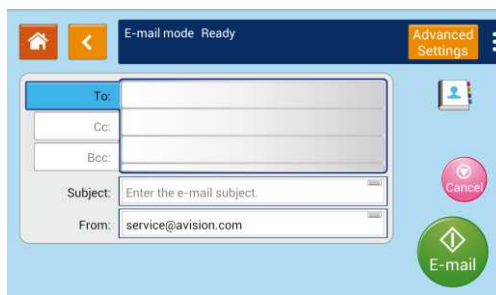 E-mail mode Ready
Advanced
Settings
To:
Cc:
Bcc:
Subject: Enter the e-mail subject.
From: service@avision.com
Cancel
E-mail